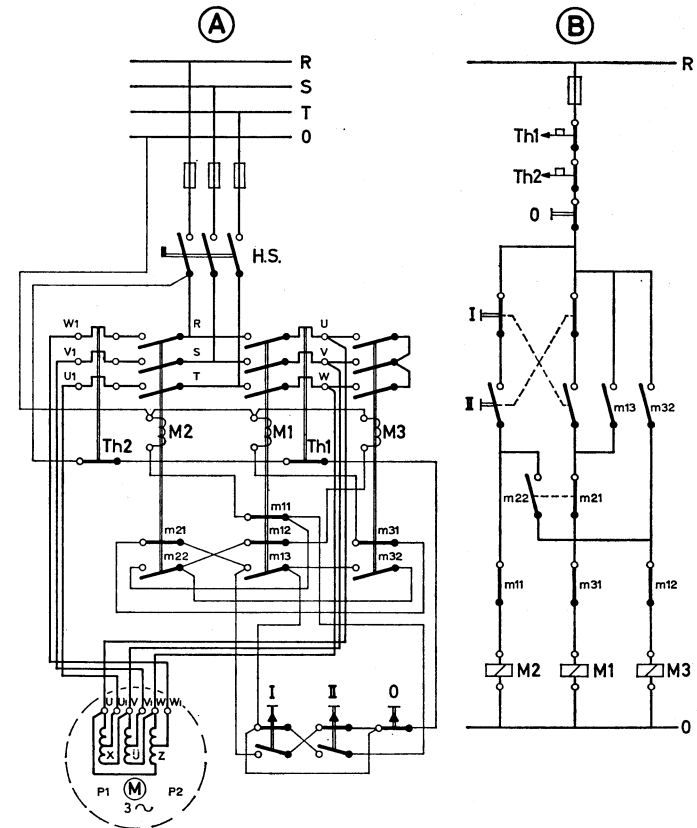 A
R
S
T
0
H.S.
W1
R
U
V1
S
V
U1
T
W
M2
M1
M3
Th2
Th1
m11
m21
m12
m31
m22
m13
m32
I
II
0
U
U1
V
V1
W
W1
X
U
Z
P1
M
P2
3~
B
R
Th1
Th2
0
I
II
m13
m32
m22
m21
m11
m31
m12
M2
M1
M3
0